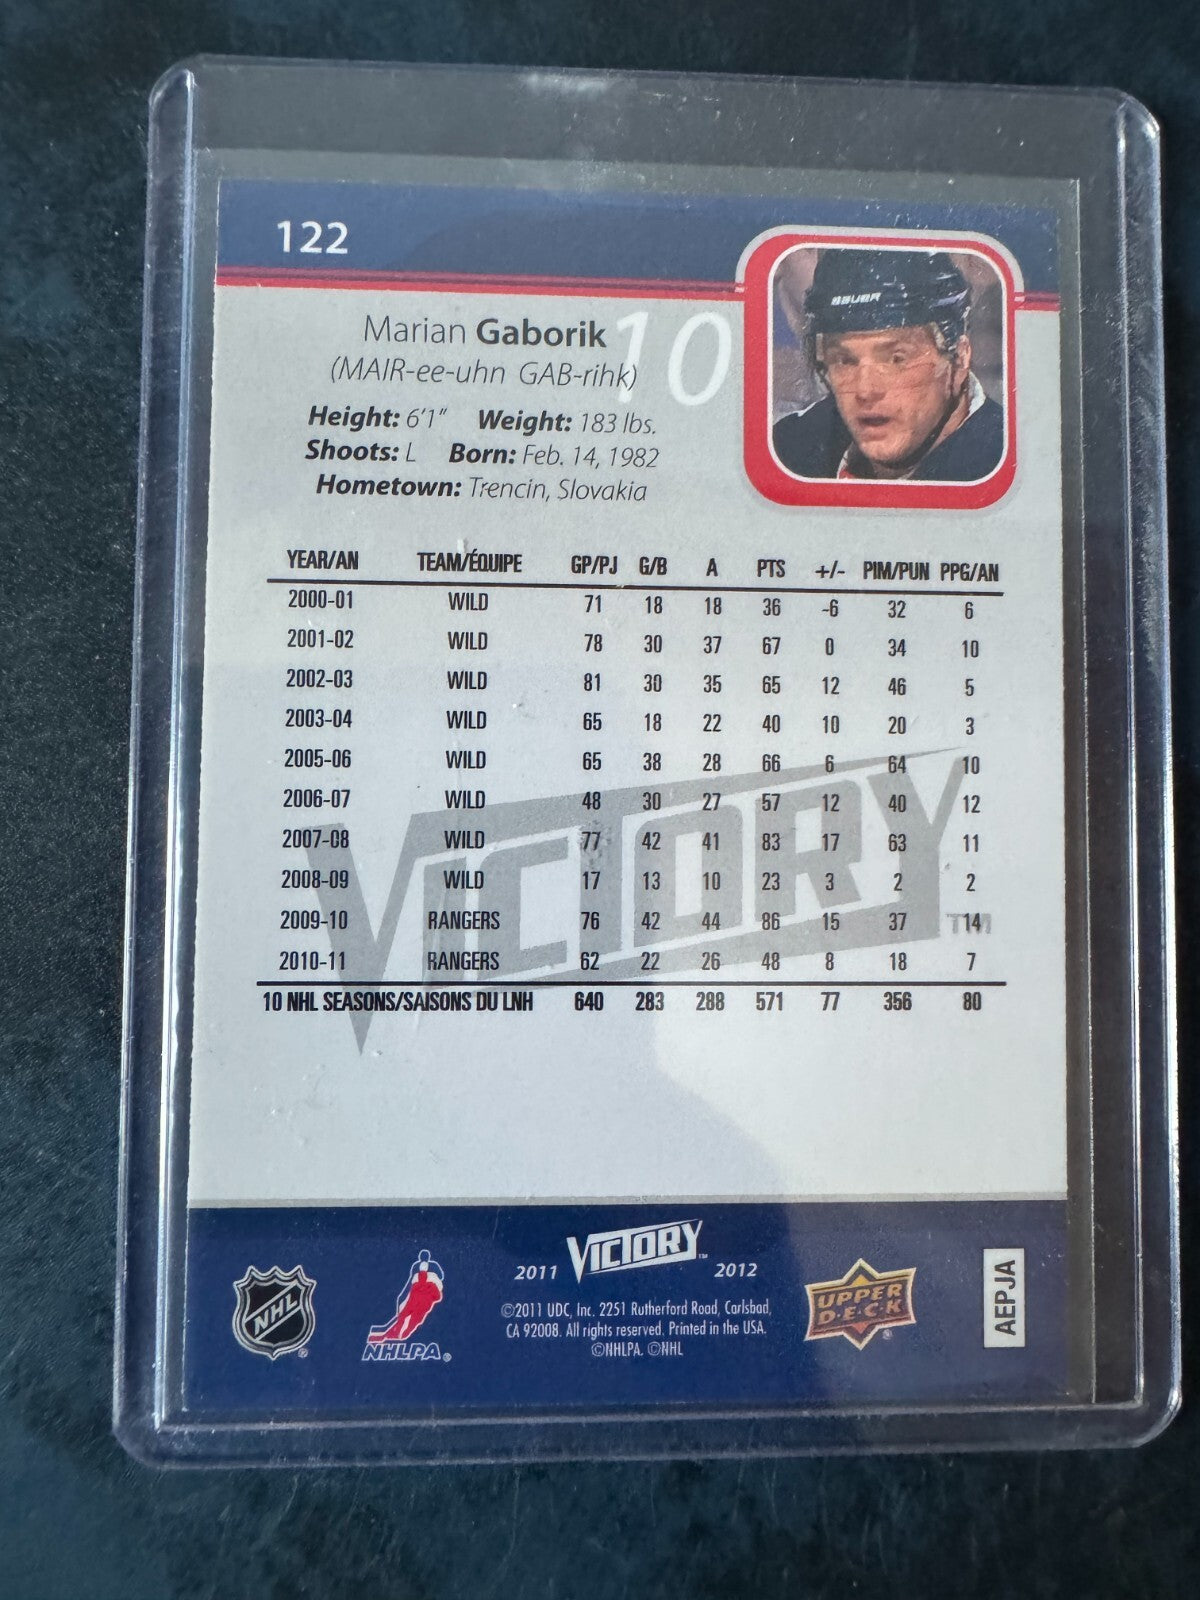 122
BAUER
10
Marian Gaborik
(MAIR-ee-uhn GAB-rihk)
Height: 6'1" Weight: 183 lbs.
Shoots: L Born: Feb. 14, 1982
Hometown: Trencin, Slovakia
YEAR/AN TEAM/ÉQUIPE GP/PJ G/B A PTS +/- PIM/PUN PPG/AN
2000-01 WILD 71 18 18 36 -6 32 6
2001-02 WILD 78 30 37 67 0 34 10
2002-03 WILD 81 30 35 65 12 46 5
2003-04 WILD 65 18 22 40 10 20 3
2005-06 WILD 65 38 28 66 6 64 10
2006-07 WILD 48 30 27 57 12 40 12
2007-08 WILD 77 42 41 83 17 63 11
2008-09 WILD 17 13 10 23 3 2 2
2009-10 RANGERS 76 42 44 86 15 37 14
2010-11 RANGERS 62 22 26 48 8 18 7
10 NHL SEASONS/SAISONS DU LNH 640 283 288 571 77 356 80
VICTORY™
NHL®
NHLPA®
2011 VICTORY™ 2012
©2011 UDC, Inc. 2251 Rutherford Road, Carlsbad,
CA 92008. All rights reserved. Printed in the USA.
©NHLPA. ©NHL
UPPER
D·E·C·K®
AEPJA